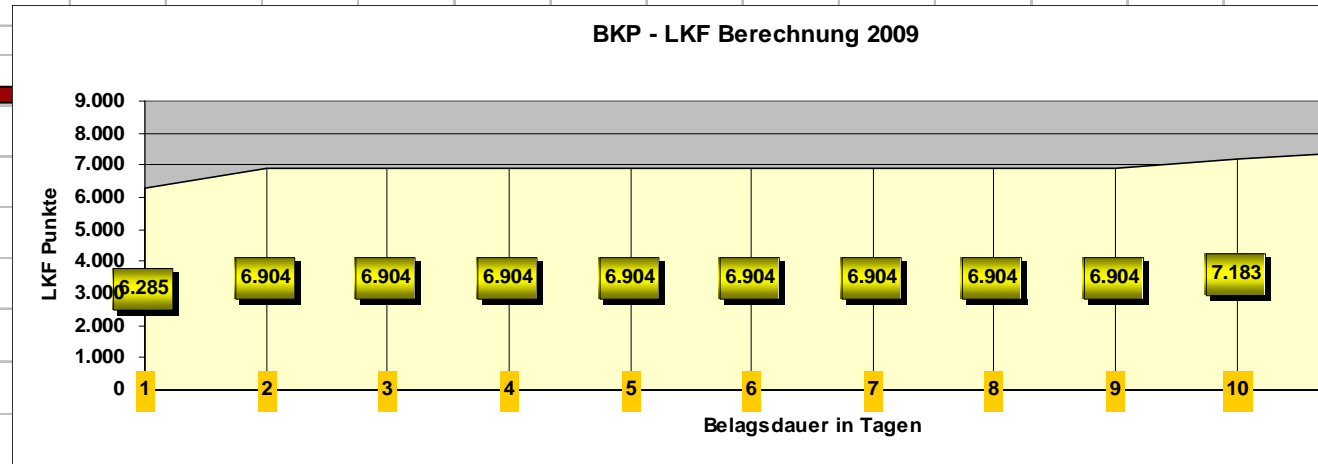 BKP - LKF Berechnung 2009
LKF Punkte
9.000
8.000
7.000
6.000
5.000
4.000
3.000
2.000
1.000
0
6.285 6.904 6.904 6.904 6.904 6.904 6.904 6.904 6.904 7.183
1 2 3 4 5 6 7 8 9 10
Belagsdauer in Tagen